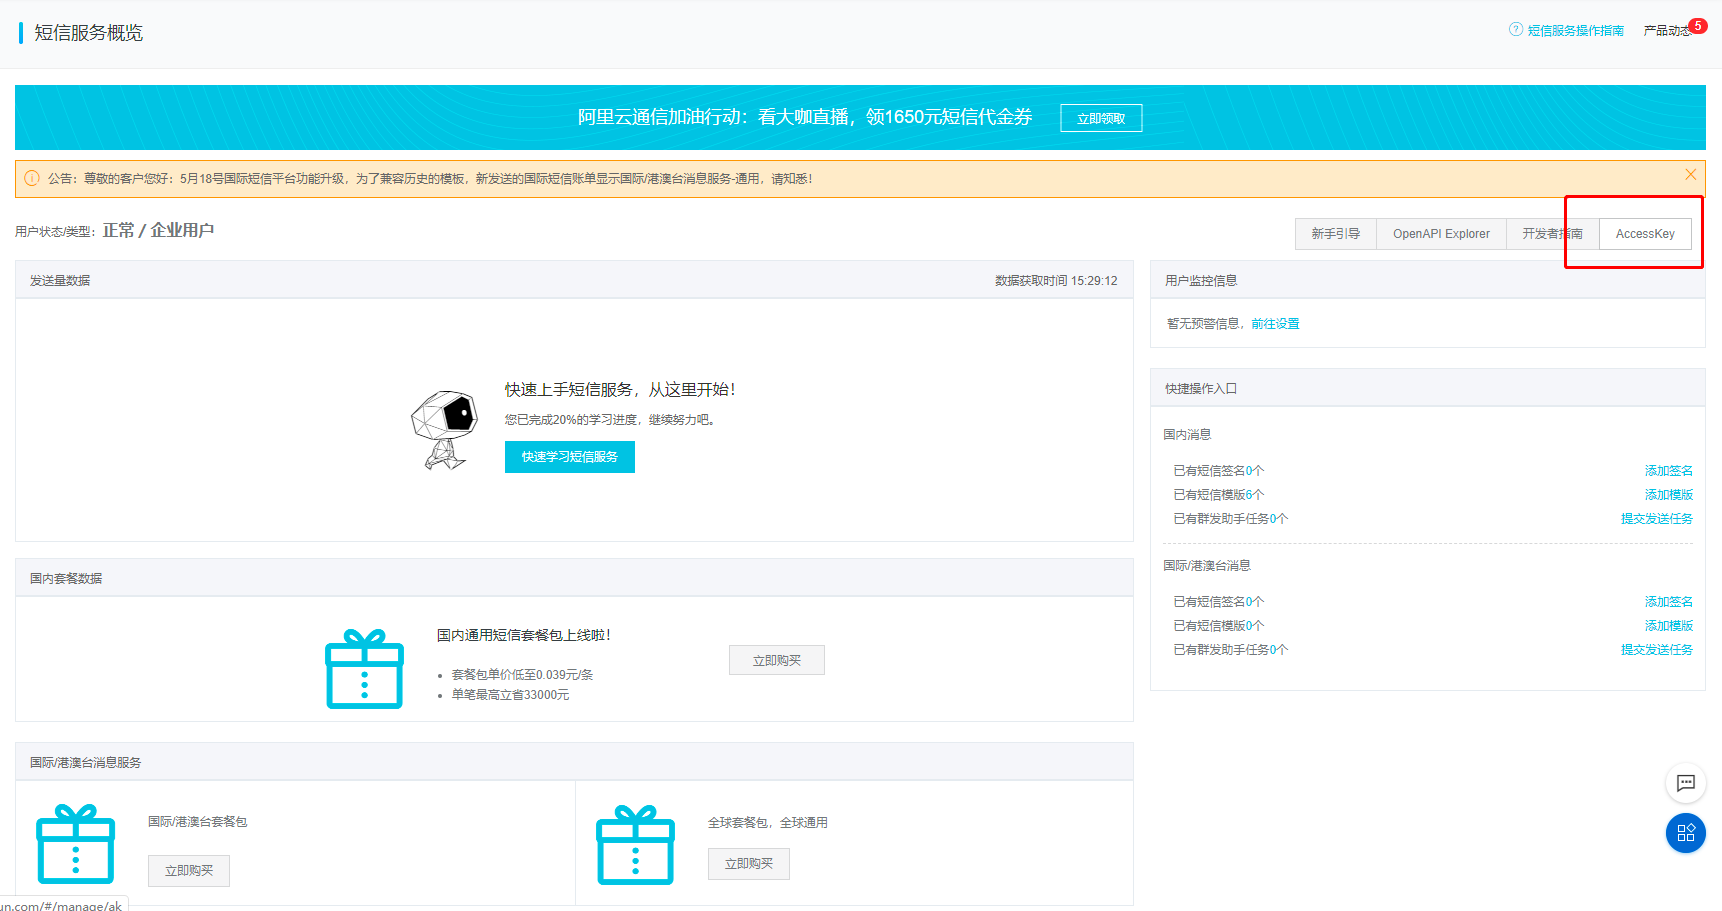 短信服务概览
短信服务操作指南
产品动态
5
阿里云通信加油行动：看大咖直播，领1650元短信代金券
立即领取
公告：尊敬的客户您好：5月18号国际短信平台功能升级，为了兼容历史的模板，新发送的国际短信账单显示国际/港澳台消息服务-通用，请知悉！
用户状态/类型：正常 / 企业用户
新手引导
OpenAPI Explorer
开发者指南
AccessKey
发送量数据
数据获取时间 15:29:12
快速上手短信服务，从这里开始！
您已完成20%的学习进度，继续努力吧。
快速学习短信服务
用户监控信息
暂无预警信息，前往设置
快捷操作入口
国内消息
已有短信签名0个
添加签名
已有短信模版6个
添加模版
已有群发助手任务0个
提交发送任务
国际/港澳台消息
已有短信签名0个
添加签名
已有短信模版0个
添加模版
已有群发助手任务0个
提交发送任务
国内套餐数据
国内通用短信套餐包上线啦！
套餐包单价低至0.039元/条
单笔最高立省33000元
立即购买
国际/港澳台消息服务
国际/港澳台套餐包
立即购买
全球套餐包，全球通用
立即购买
un.com/#/manage/ak